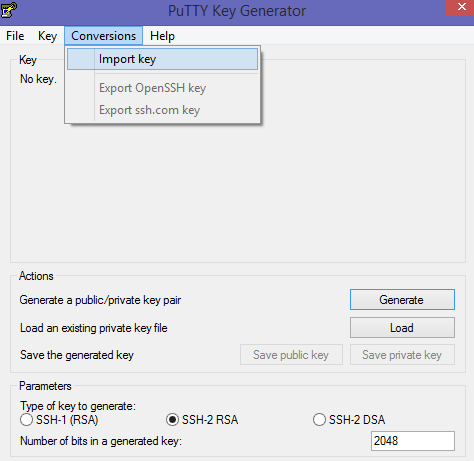 PuTTY Key Generator
File Key Conversions Help
Import key
Export OpenSSH key
Export ssh.com key
Key
No key.
Actions
Generate a public/private key pair
Generate
Load an existing private key file
Load
Save the generated key
Save public key
Save private key
Parameters
Type of key to generate:
SSH-1 (RSA)
SSH-2 RSA
SSH-2 DSA
Number of bits in a generated key:
2048